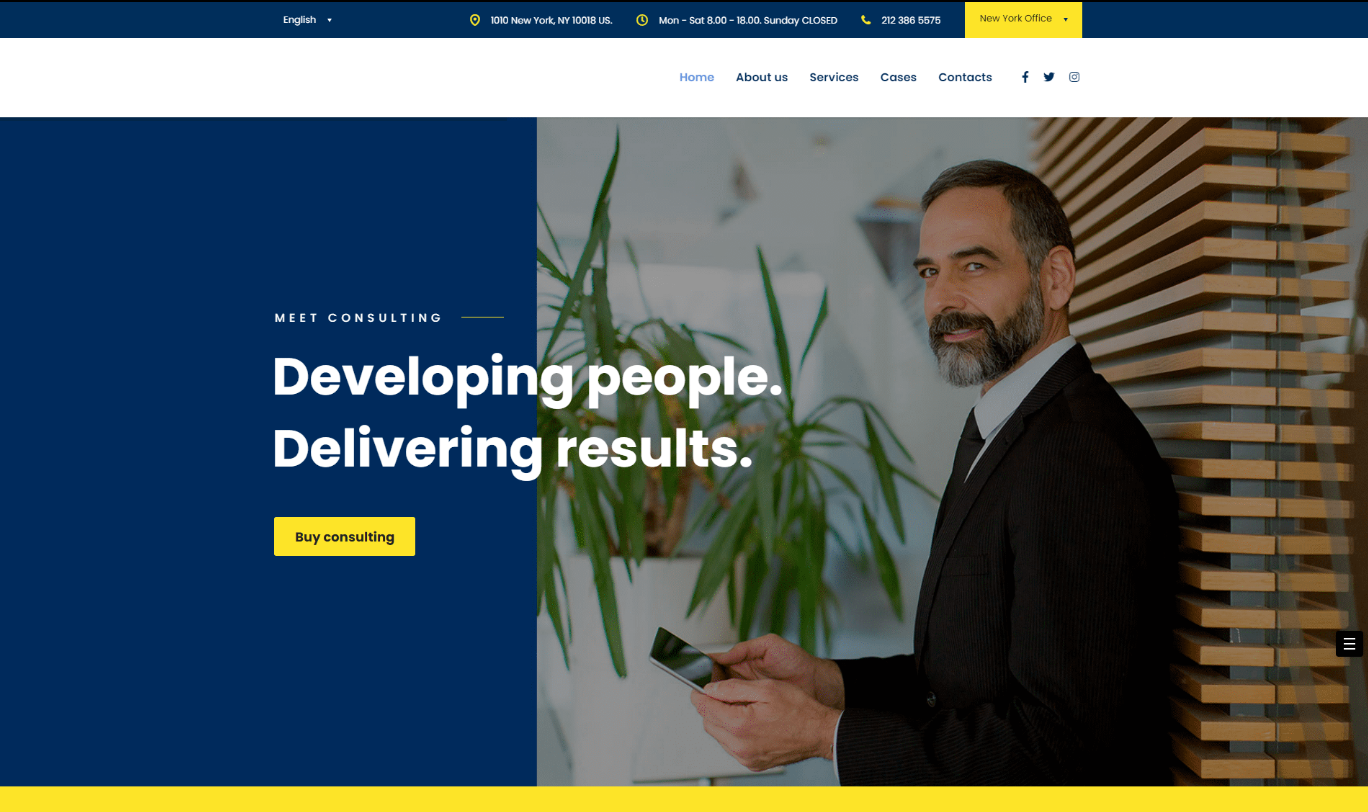 English
1010 New York, NY 10018 US.
Mon - Sat 8.00 - 18.00. Sunday CLOSED
212 386 5575
New York Office
Home
About us
Services
Cases
Contacts
MEET CONSULTING
Developing people.
Delivering results.
Buy consulting